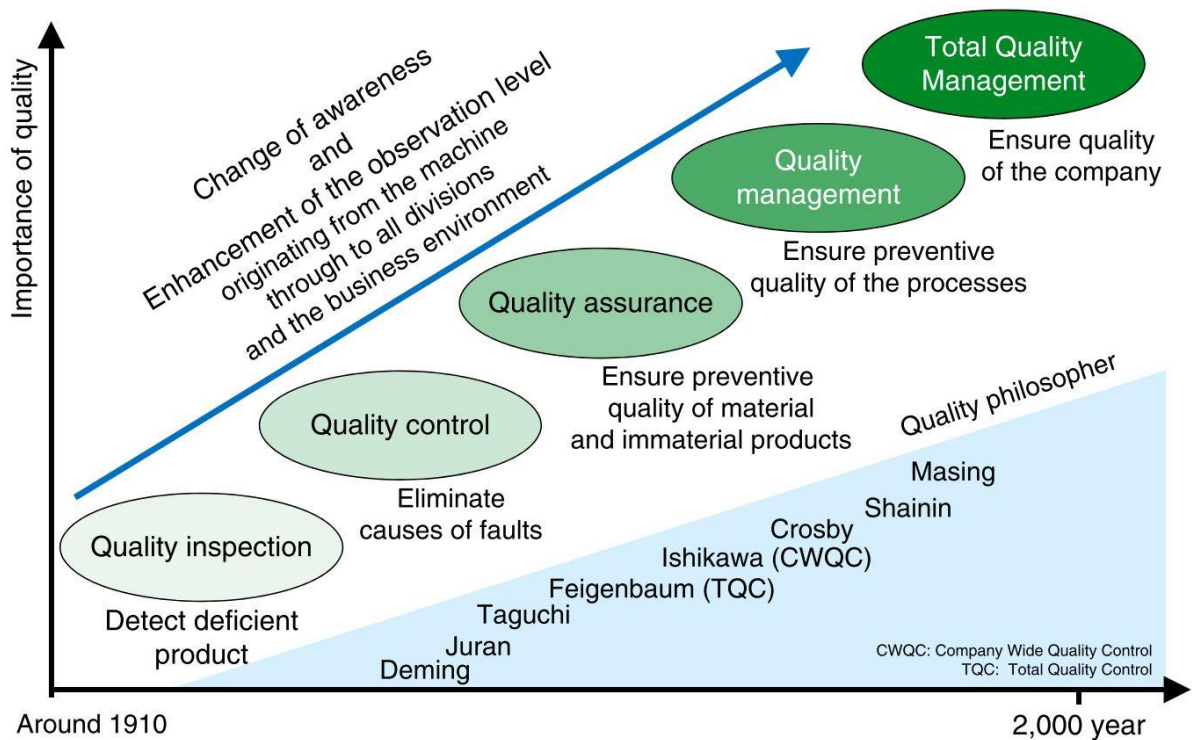 Importance of quality
Change of awareness
and
Enhancement of the observation level
originating from the machine
through to all divisions
and the business environment
Total Quality
Management
Ensure quality
of the company
Quality
management
Ensure preventive
quality of the processes
Quality assurance
Ensure preventive
quality of material
and immaterial products
Quality control
Eliminate
causes of faults
Quality inspection
Detect deficient
product
Quality philosopher
Masing
Shainin
Crosby
Ishikawa (CWQC)
Feigenbaum (TQC)
Taguchi
Juran
Deming
CWQC: Company Wide Quality Control
TQC: Total Quality Control
Around 1910
2,000 year